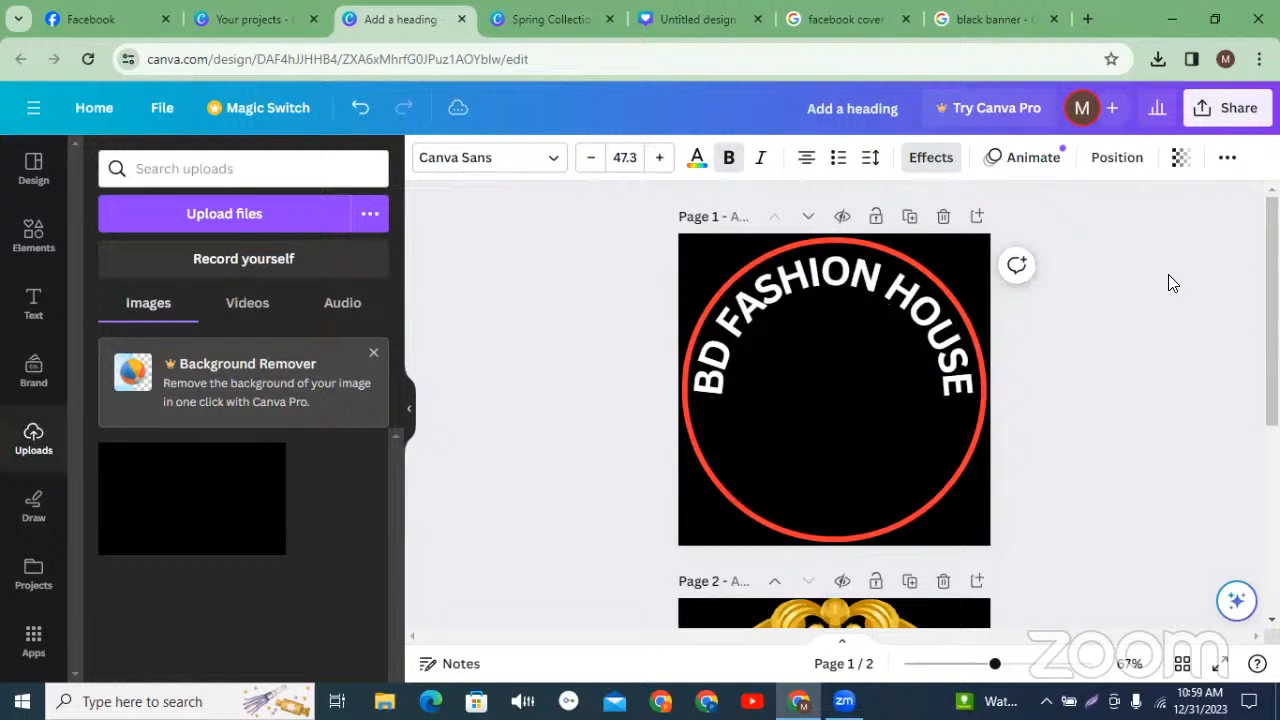 Facebook
Your projects -
Add a heading -
Spring Collectio
Untitled design
facebook cover
black banner -
canva.com/design/DAF4hJJHHB4/ZXA6xMhrfG0JPuz1AOYblw/edit
M
Home
File
Magic Switch
Add a heading
Try Canva Pro
M
Share
Design
Elements
Text
Brand
Uploads
Draw
Projects
Apps
Search uploads
Upload files
Record yourself
Images
Videos
Audio
Background Remover
Remove the background of your image
in one click with Canva Pro.
Canva Sans
47.3
A
B
I
Effects
Animate
Position
Page 1 - A...
BD FASHION HOUSE
Page 2 - A...
Notes
Page 1 / 2
67%
zoom
Type here to search
zm
Wat...
10:59 AM
12/31/2023